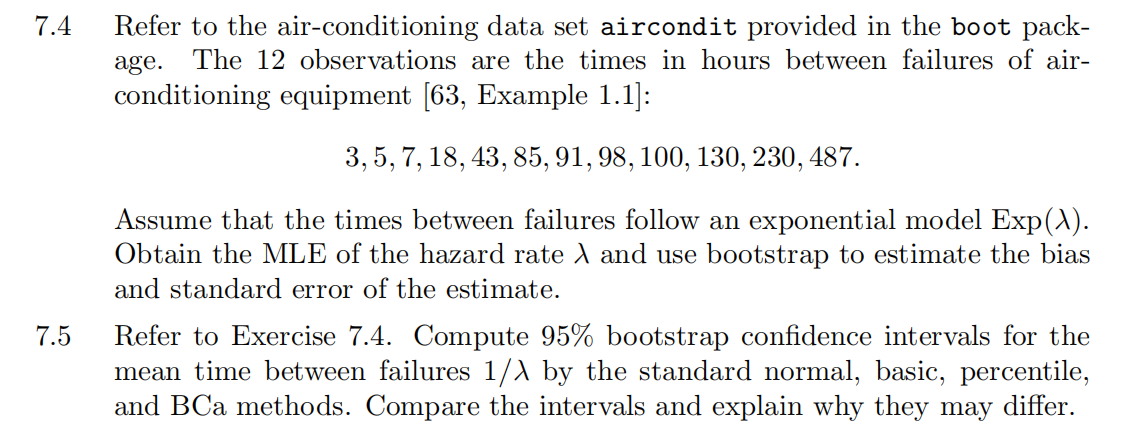 7.4 Refer to the air-conditioning data set aircondit provided in the boot pack-
age. The 12 observations are the times in hours between failures of air-
conditioning equipment [63, Example 1.1]:
3, 5, 7, 18, 43, 85, 91, 98, 100, 130, 230, 487.
Assume that the times between failures follow an exponential model Exp(λ).
Obtain the MLE of the hazard rate λ and use bootstrap to estimate the bias
and standard error of the estimate.
7.5 Refer to Exercise 7.4. Compute 95% bootstrap confidence intervals for the
mean time between failures 1/λ by the standard normal, basic, percentile,
and BCa methods. Compare the intervals and explain why they may differ.